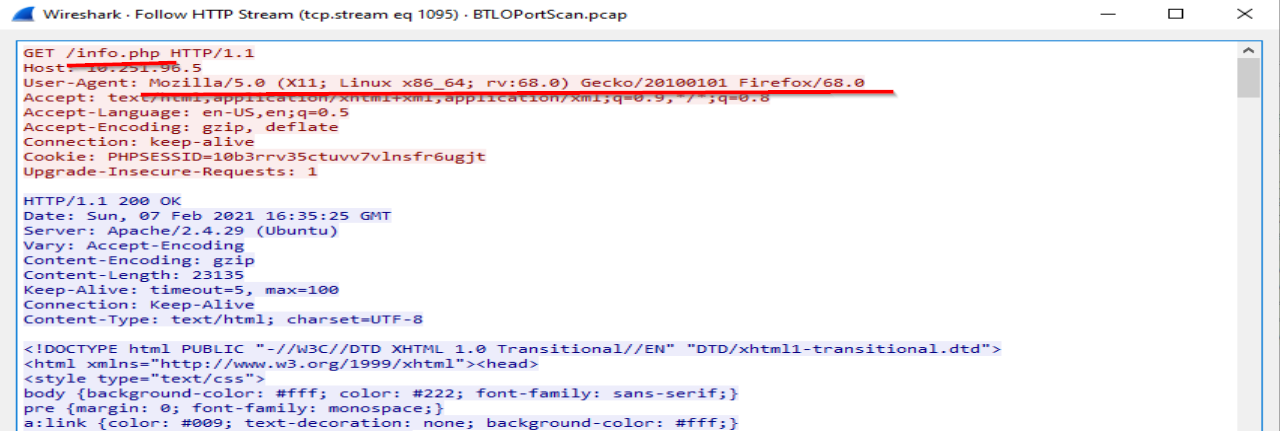 Wireshark · Follow HTTP Stream (tcp.stream eq 1095) · BTLOPortScan.pcap
GET /info.php HTTP/1.1
Host: 10.251.96.5
User-Agent: Mozilla/5.0 (X11; Linux x86_64; rv:68.0) Gecko/20100101 Firefox/68.0
Accept: text/html,application/xhtml+xml,application/xml;q=0.9,*/*;q=0.8
Accept-Language: en-US,en;q=0.5
Accept-Encoding: gzip, deflate
Connection: keep-alive
Cookie: PHPSESSID=10b3rrv35ctuvv7vlnsfr6ugjt
Upgrade-Insecure-Requests: 1
HTTP/1.1 200 OK
Date: Sun, 07 Feb 2021 16:35:25 GMT
Server: Apache/2.4.29 (Ubuntu)
Vary: Accept-Encoding
Content-Encoding: gzip
Content-Length: 23135
Keep-Alive: timeout=5, max=100
Connection: Keep-Alive
Content-Type: text/html; charset=UTF-8
<!DOCTYPE html PUBLIC "-//W3C//DTD XHTML 1.0 Transitional//EN" "DTD/xhtml1-transitional.dtd">
<html xmlns="http://www.w3.org/1999/xhtml"><head>
<style type="text/css">
body {background-color: #fff; color: #222; font-family: sans-serif;}
pre {margin: 0; font-family: monospace;}
a:link {color: #009; text-decoration: none; background-color: #fff;}